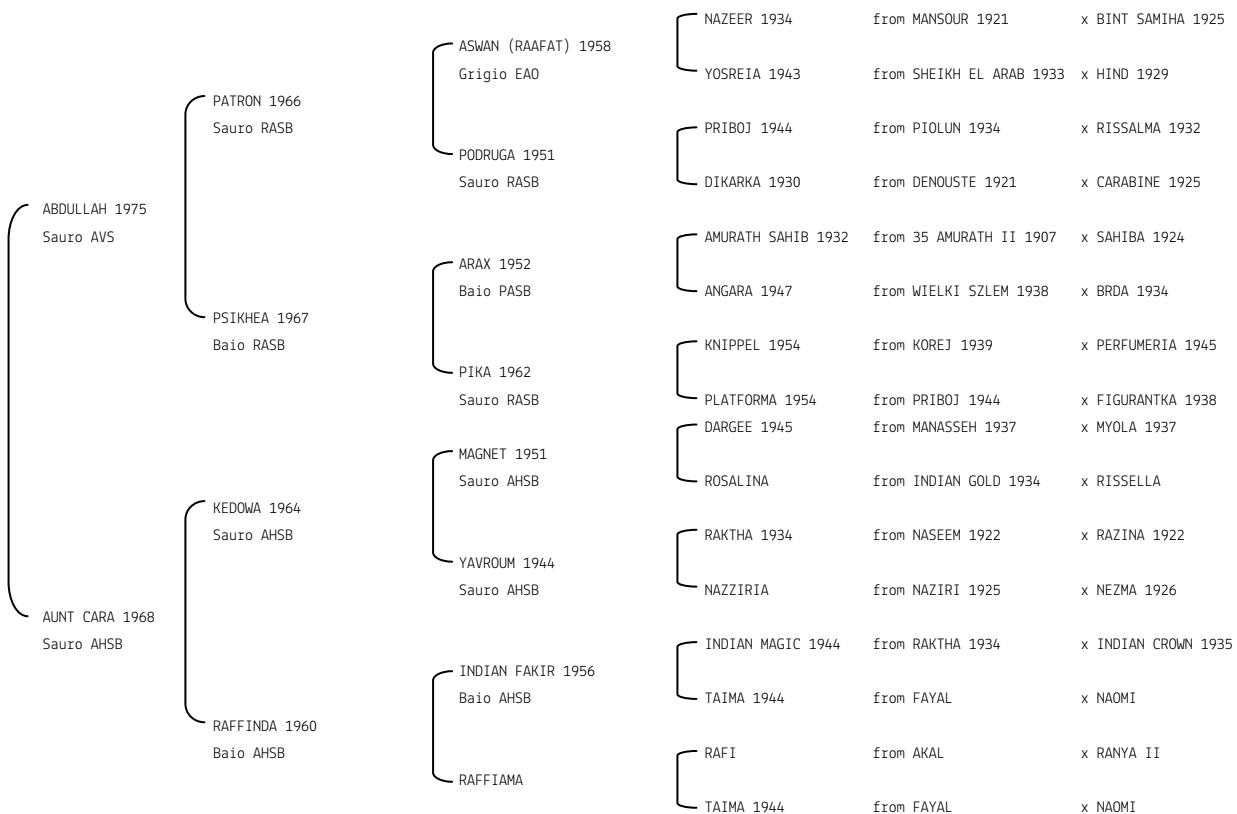 NAZEER 1934 from MANSOUR 1921 x BINT SAMIHA 1925
ASWAN (RAAFAT) 1958
Grigio EAO
YOSREIA 1943 from SHEIKH EL ARAB 1933 x HIND 1929
PATRON 1966
Sauro RASB
PRIBOJ 1944 from PIOLUN 1934 x RISSALMA 1932
PODRUGA 1951
Sauro RASB
DIKARKA 1930 from DENOUSTE 1921 x CARABINE 1925
ABDULLAH 1975
Sauro AVS
AMURATH SAHIB 1932 from 35 AMURATH II 1907 x SAHIBA 1924
ARAX 1952
Baio PASB
ANGARA 1947 from WIELKI SZLEM 1938 x BRDA 1934
PSIKHEA 1967
Baio RASB
KNIPPEL 1954 from KOREJ 1939 x PERFUMERIA 1945
PIKA 1962
Sauro RASB
PLATFORMA 1954 from PRIBOJ 1944 x FIGURANTKA 1938
DARGEE 1945 from MANASSEH 1937 x MYOLA 1937
MAGNET 1951
Sauro AHSB
ROSALINA from INDIAN GOLD 1934 x RISSELLA
KEDOWA 1964
Sauro AHSB
RAKTHA 1934 from NASEEM 1922 x RAZINA 1922
YAVROUM 1944
Sauro AHSB
NAZZIRIA from NAZIRI 1925 x NEZMA 1926
AUNT CARA 1968
Sauro AHSB
INDIAN MAGIC 1944 from RAKTHA 1934 x INDIAN CROWN 1935
INDIAN FAKIR 1956
Baio AHSB
TAIMA 1944 from FAYAL x NAOMI
RAFFINDA 1960
Baio AHSB
RAFI from AKAL x RANYA II
RAFFIAMA
TAIMA 1944 from FAYAL x NAOMI